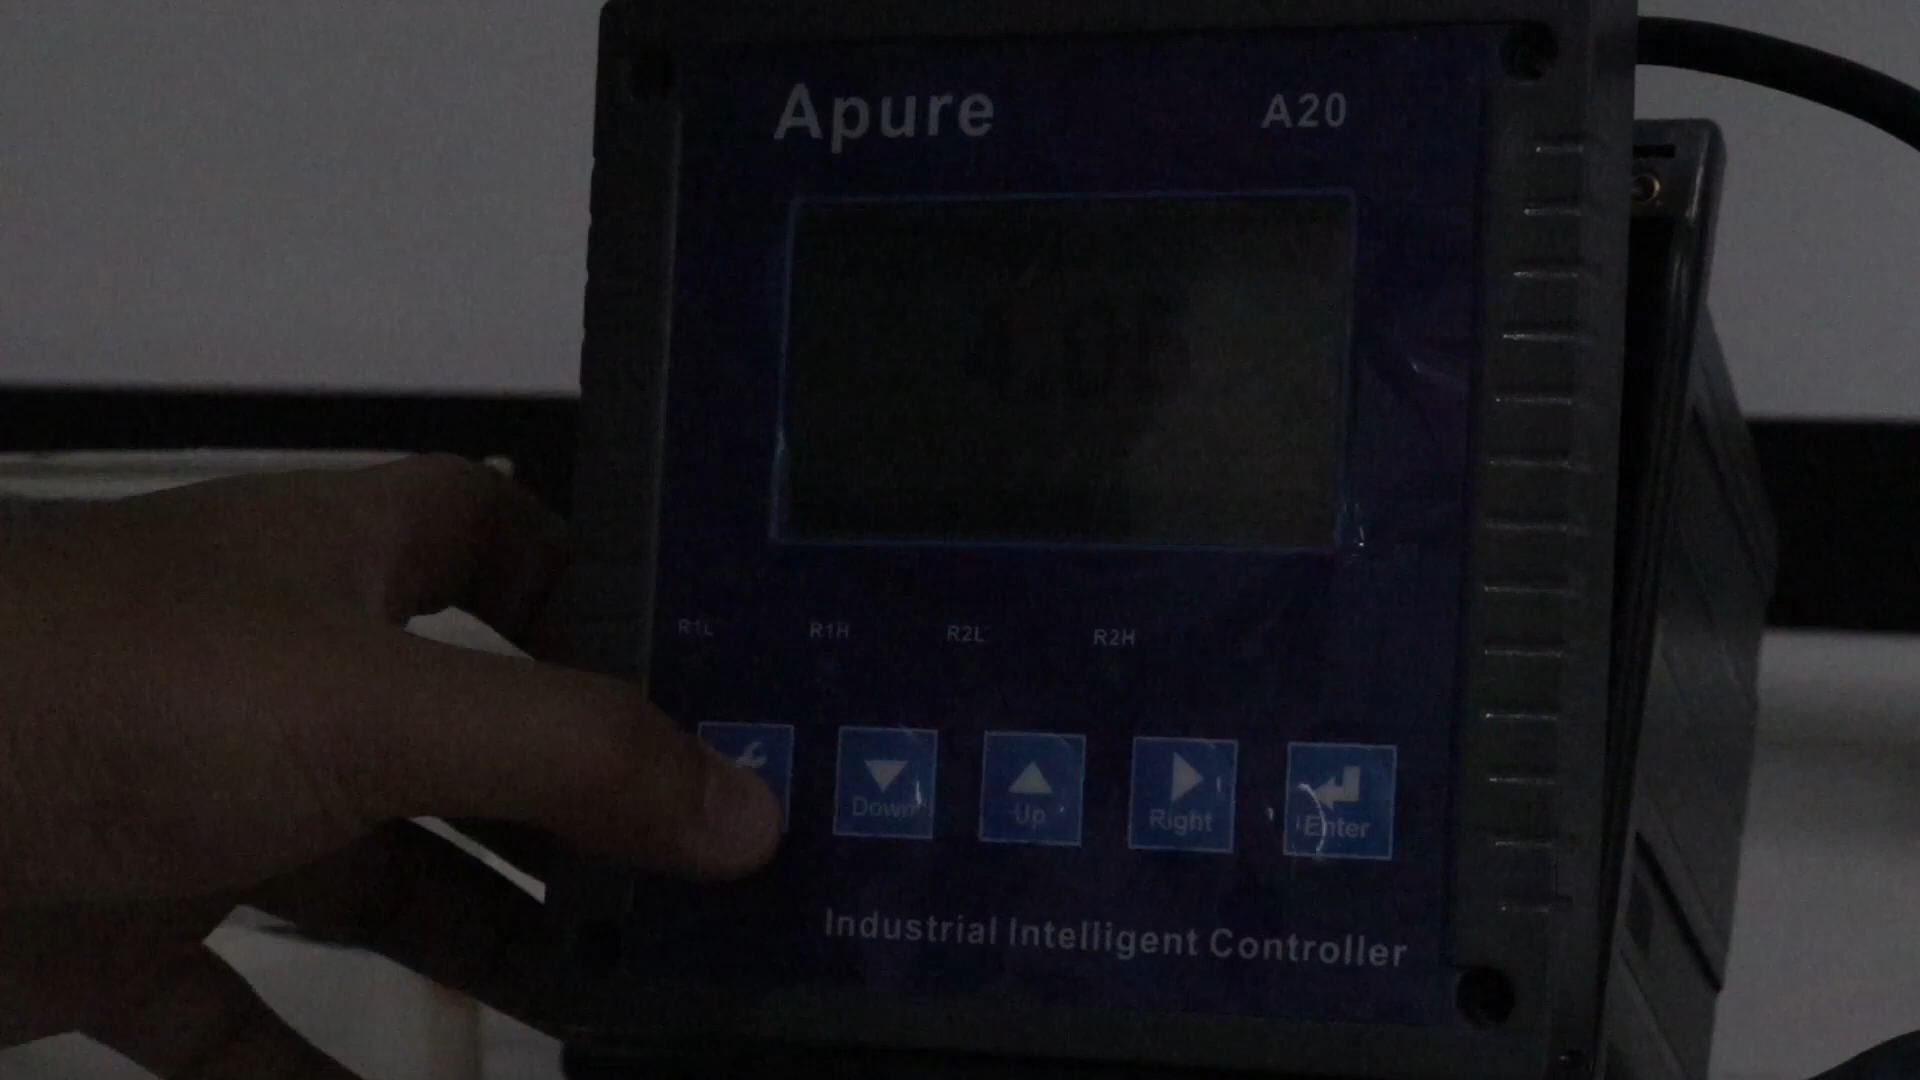 Apure A20
R1L R1H R2L R2H
Down Up Right Enter
Industrial Intelligent Controller